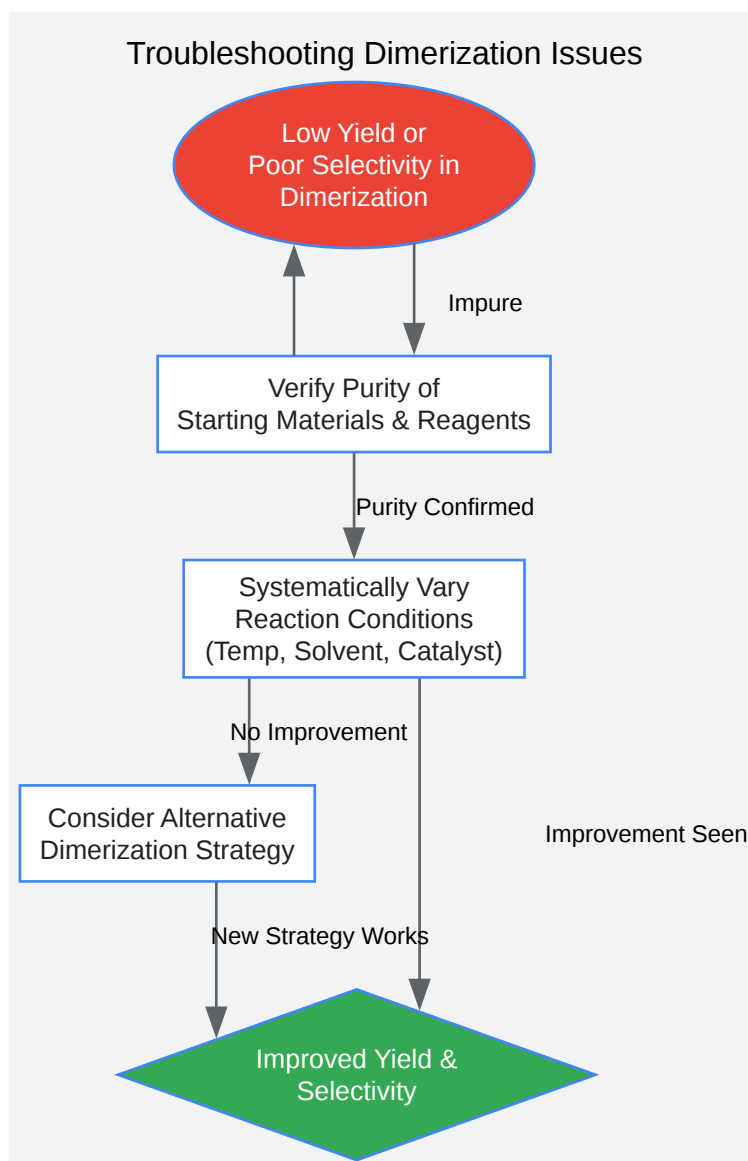 Troubleshooting Dimerization Issues
Low Yield or
Poor Selectivity in
Dimerization
Impure
Verify Purity of
Starting Materials & Reagents
Purity Confirmed
Systematically Vary
Reaction Conditions
(Temp, Solvent, Catalyst)
No Improvement
Consider Alternative
Dimerization Strategy
Improvement Seen
New Strategy Works
Improved Yield &
Selectivity